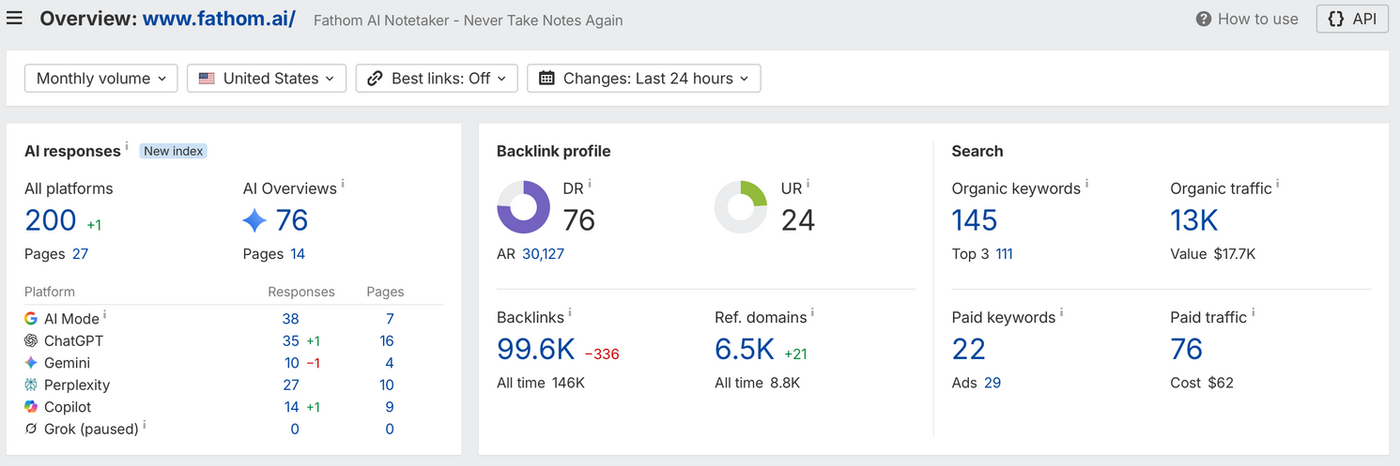 Overview: www.fathom.ai/ Fathom AI Notetaker - Never Take Notes Again
How to use
{} API
Monthly volume
United States
Best links: Off
Changes: Last 24 hours
AI responses i New index
All platforms
200 +1
Pages 27
AI Overviews i
76
Pages 14
Platform Responses Pages
AI Mode i 38 7
ChatGPT 35 +1 16
Gemini 10 −1 4
Perplexity 27 10
Copilot 14 +1 9
Grok (paused) i 0 0
Backlink profile
DR i
76
AR 30,127
UR i
24
Backlinks i
99.6K −336
All time 146K
Ref. domains i
6.5K +21
All time 8.8K
Search
Organic keywords i
145
Top 3 111
Organic traffic i
13K
Value $17.7K
Paid keywords i
22
Ads 29
Paid traffic i
76
Cost $62